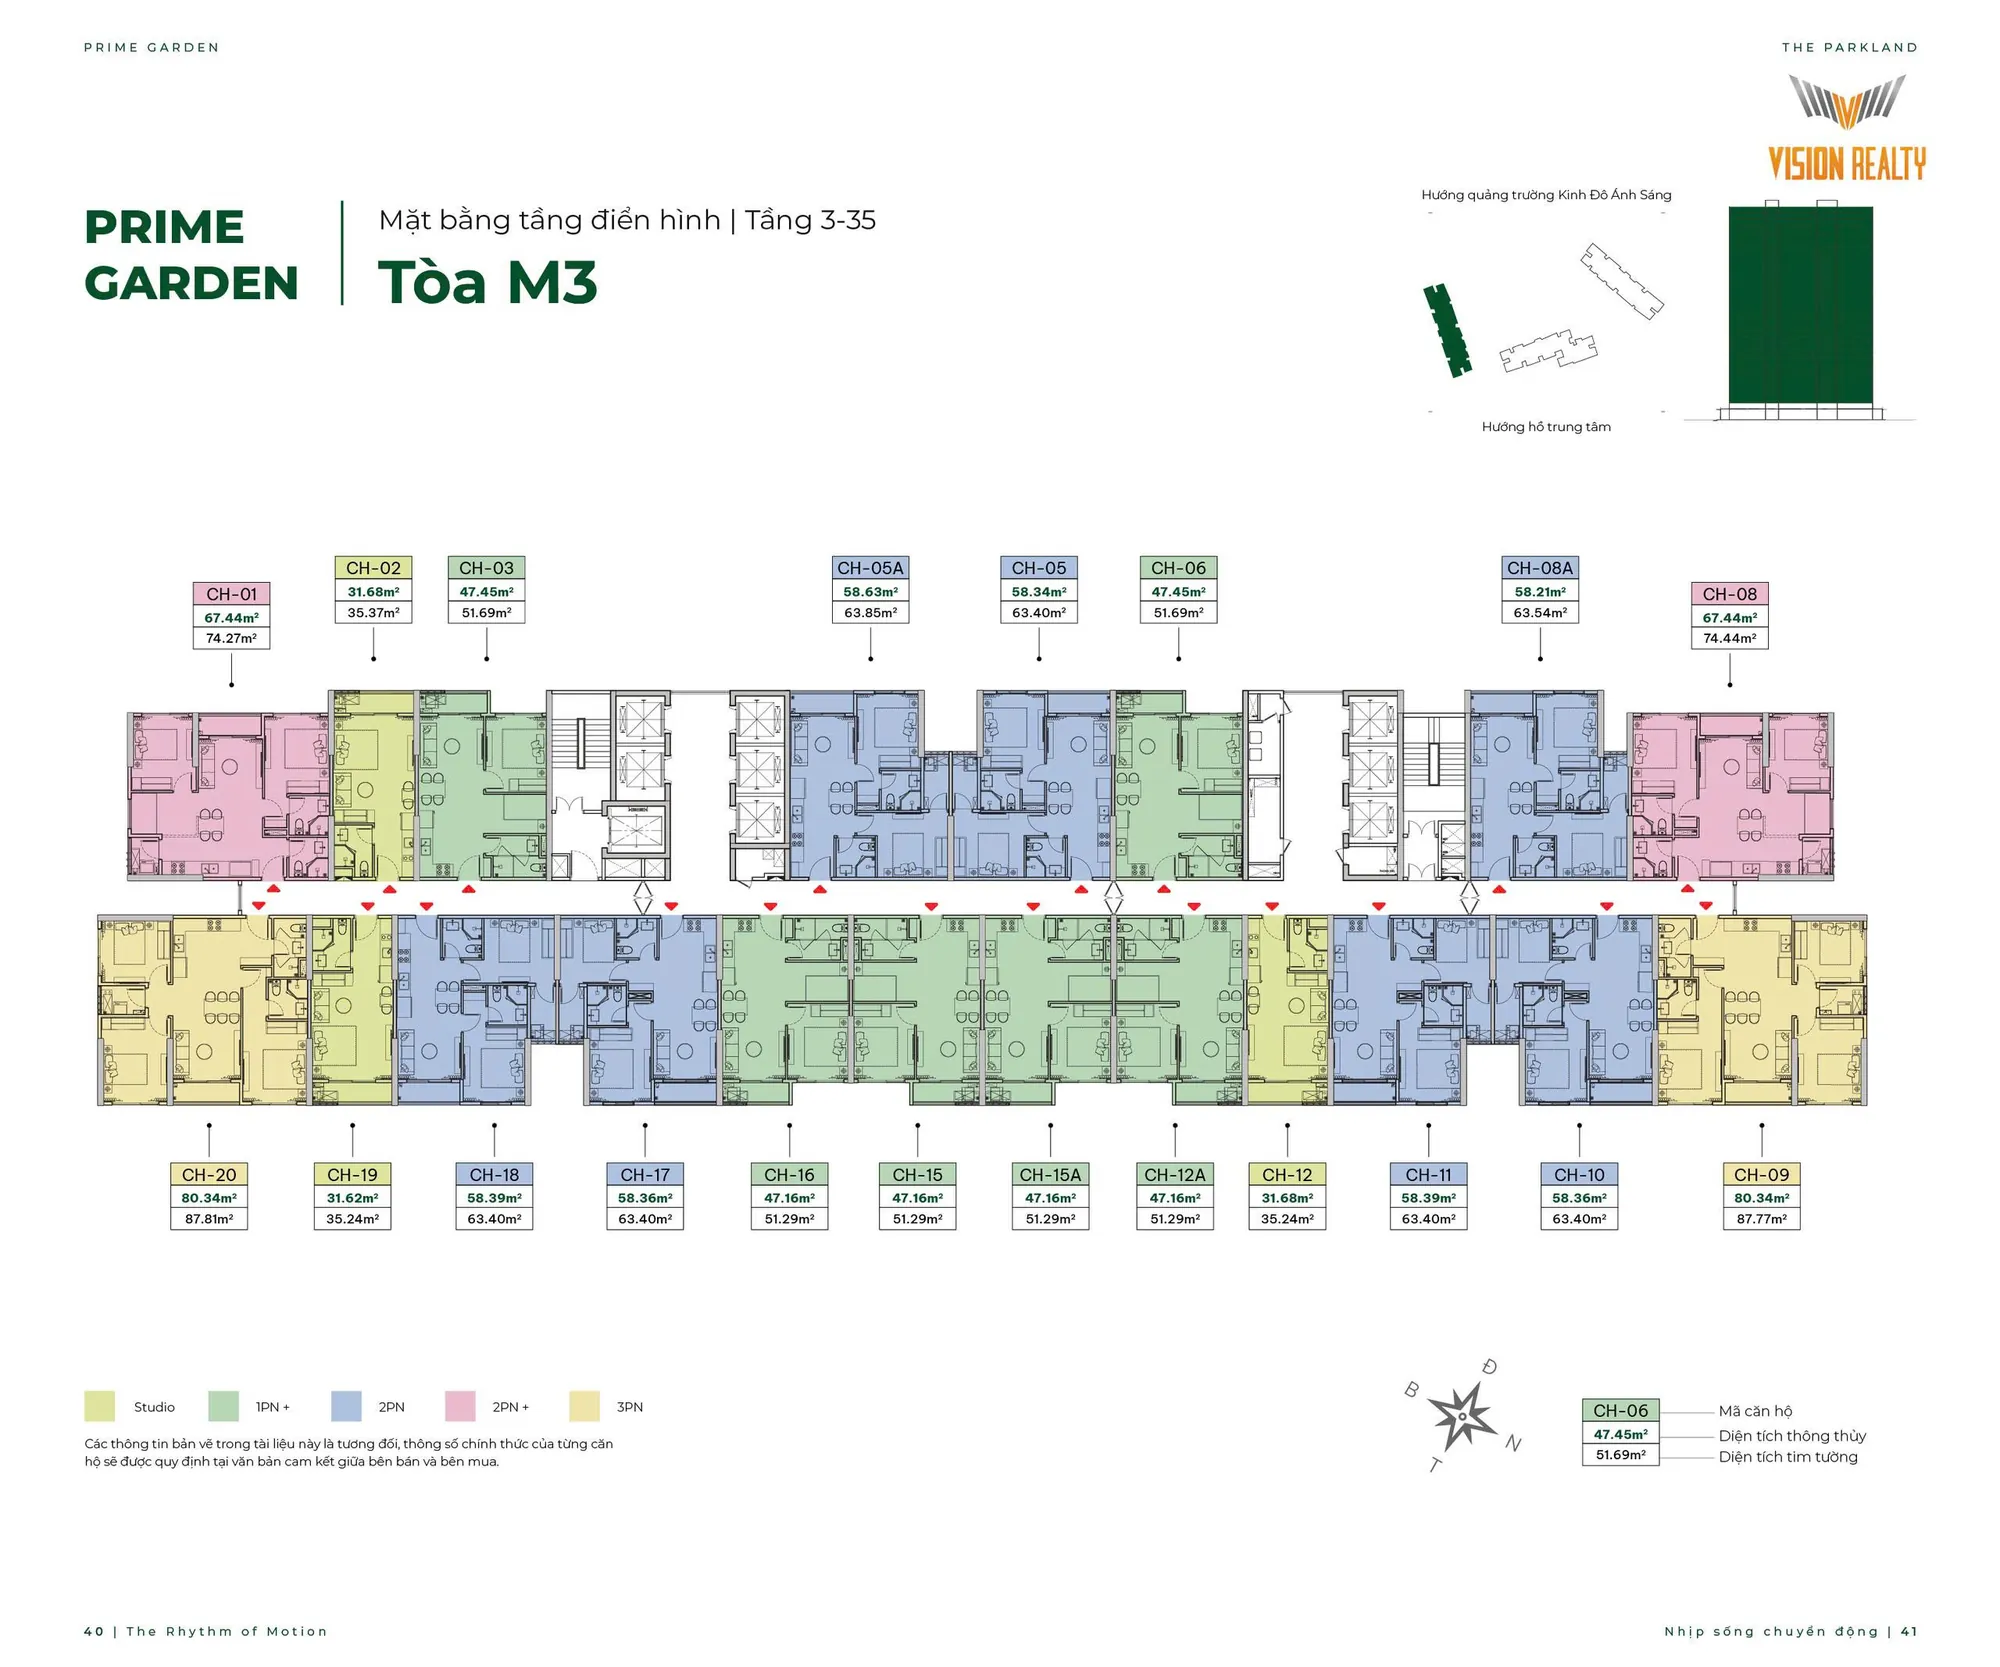 PRIME GARDEN
THE PARKLAND
VISION REALTY
PRIME
GARDEN
Mặt bằng tầng điển hình | Tầng 3-35
Tòa M3
Hướng quảng trường Kinh Đô Ánh Sáng
Hướng hồ trung tâm
CH-01
67.44m²
74.27m²
CH-02
31.68m²
35.37m²
CH-03
47.45m²
51.69m²
CH-05A
58.63m²
63.85m²
CH-05
58.34m²
63.40m²
CH-06
47.45m²
51.69m²
CH-08A
58.21m²
63.54m²
CH-08
67.44m²
74.44m²
CH-20
80.34m²
87.81m²
CH-19
31.62m²
35.24m²
CH-18
58.39m²
63.40m²
CH-17
58.36m²
63.40m²
CH-16
47.16m²
51.29m²
CH-15
47.16m²
51.29m²
CH-15A
47.16m²
51.29m²
CH-12A
47.16m²
51.29m²
CH-12
31.68m²
35.24m²
CH-11
58.39m²
63.40m²
CH-10
58.36m²
63.40m²
CH-09
80.34m²
87.77m²
Studio
1PN +
2PN
2PN +
3PN
Các thông tin bản vẽ trong tài liệu này là tương đối, thông số chính thức của từng căn
hộ sẽ được quy định tại văn bản cam kết giữa bên bán và bên mua.
Đ
B
N
T
CH-06
47.45m²
51.69m²
Mã căn hộ
Diện tích thông thủy
Diện tích tim tường
40 | The Rhythm of Motion
Nhịp sống chuyển động | 41